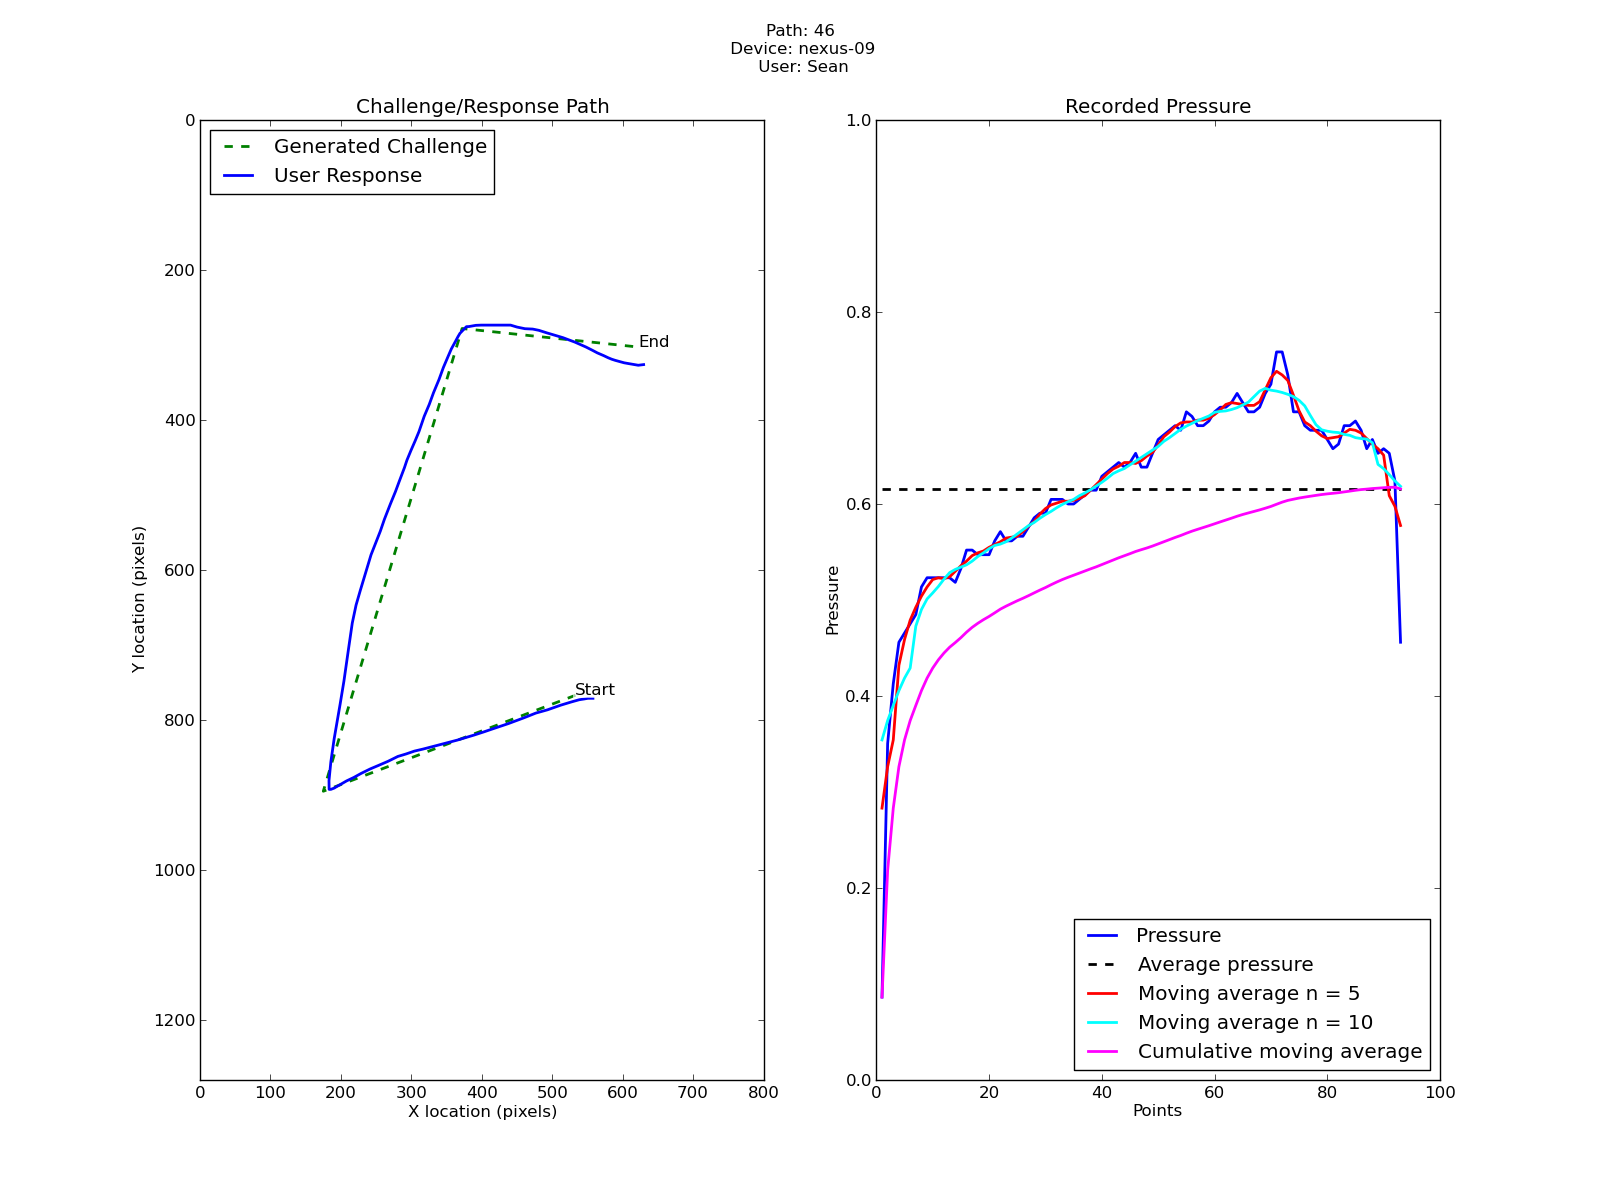 Path: 46
Device: nexus-09
User: Sean
Challenge/Response Path
0
200
400
600
800
1000
1200
Y location (pixels)
Generated Challenge
User Response
End
Start
0 100 200 300 400 500 600 700 800
X location (pixels)
Recorded Pressure
1.0
0.8
0.6
0.4
0.2
0.0
Pressure
Pressure
Average pressure
Moving average n = 5
Moving average n = 10
Cumulative moving average
0 20 40 60 80 100
Points